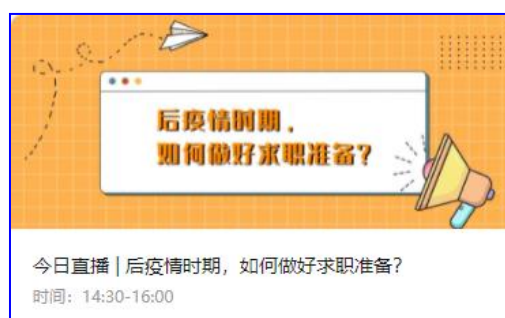 后疫情时期，
如何做好求职准备？
今日直播 | 后疫情时期，如何做好求职准备？
时间：14:30-16:00